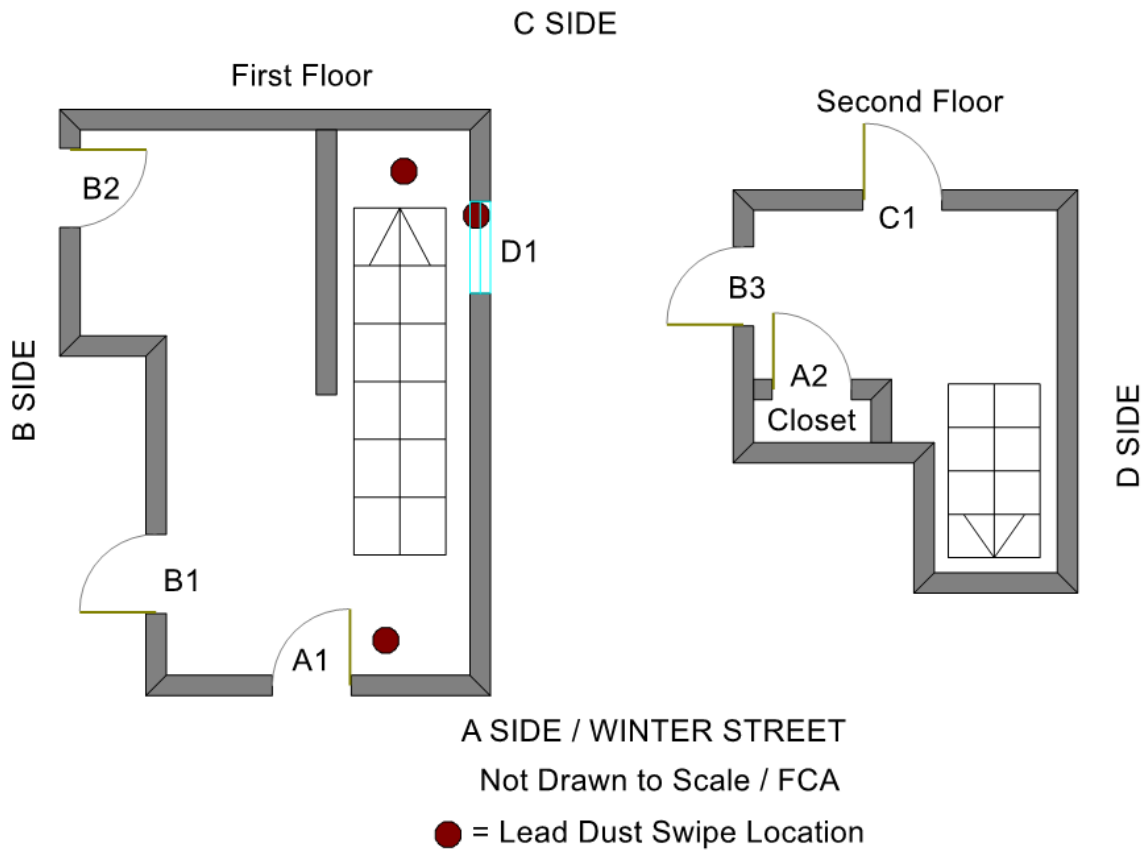 C SIDE
First Floor
Second Floor
B2
C1
D1
B3
B SIDE
A2
Closet
D SIDE
B1
A1
A SIDE / WINTER STREET
Not Drawn to Scale / FCA
= Lead Dust Swipe Location